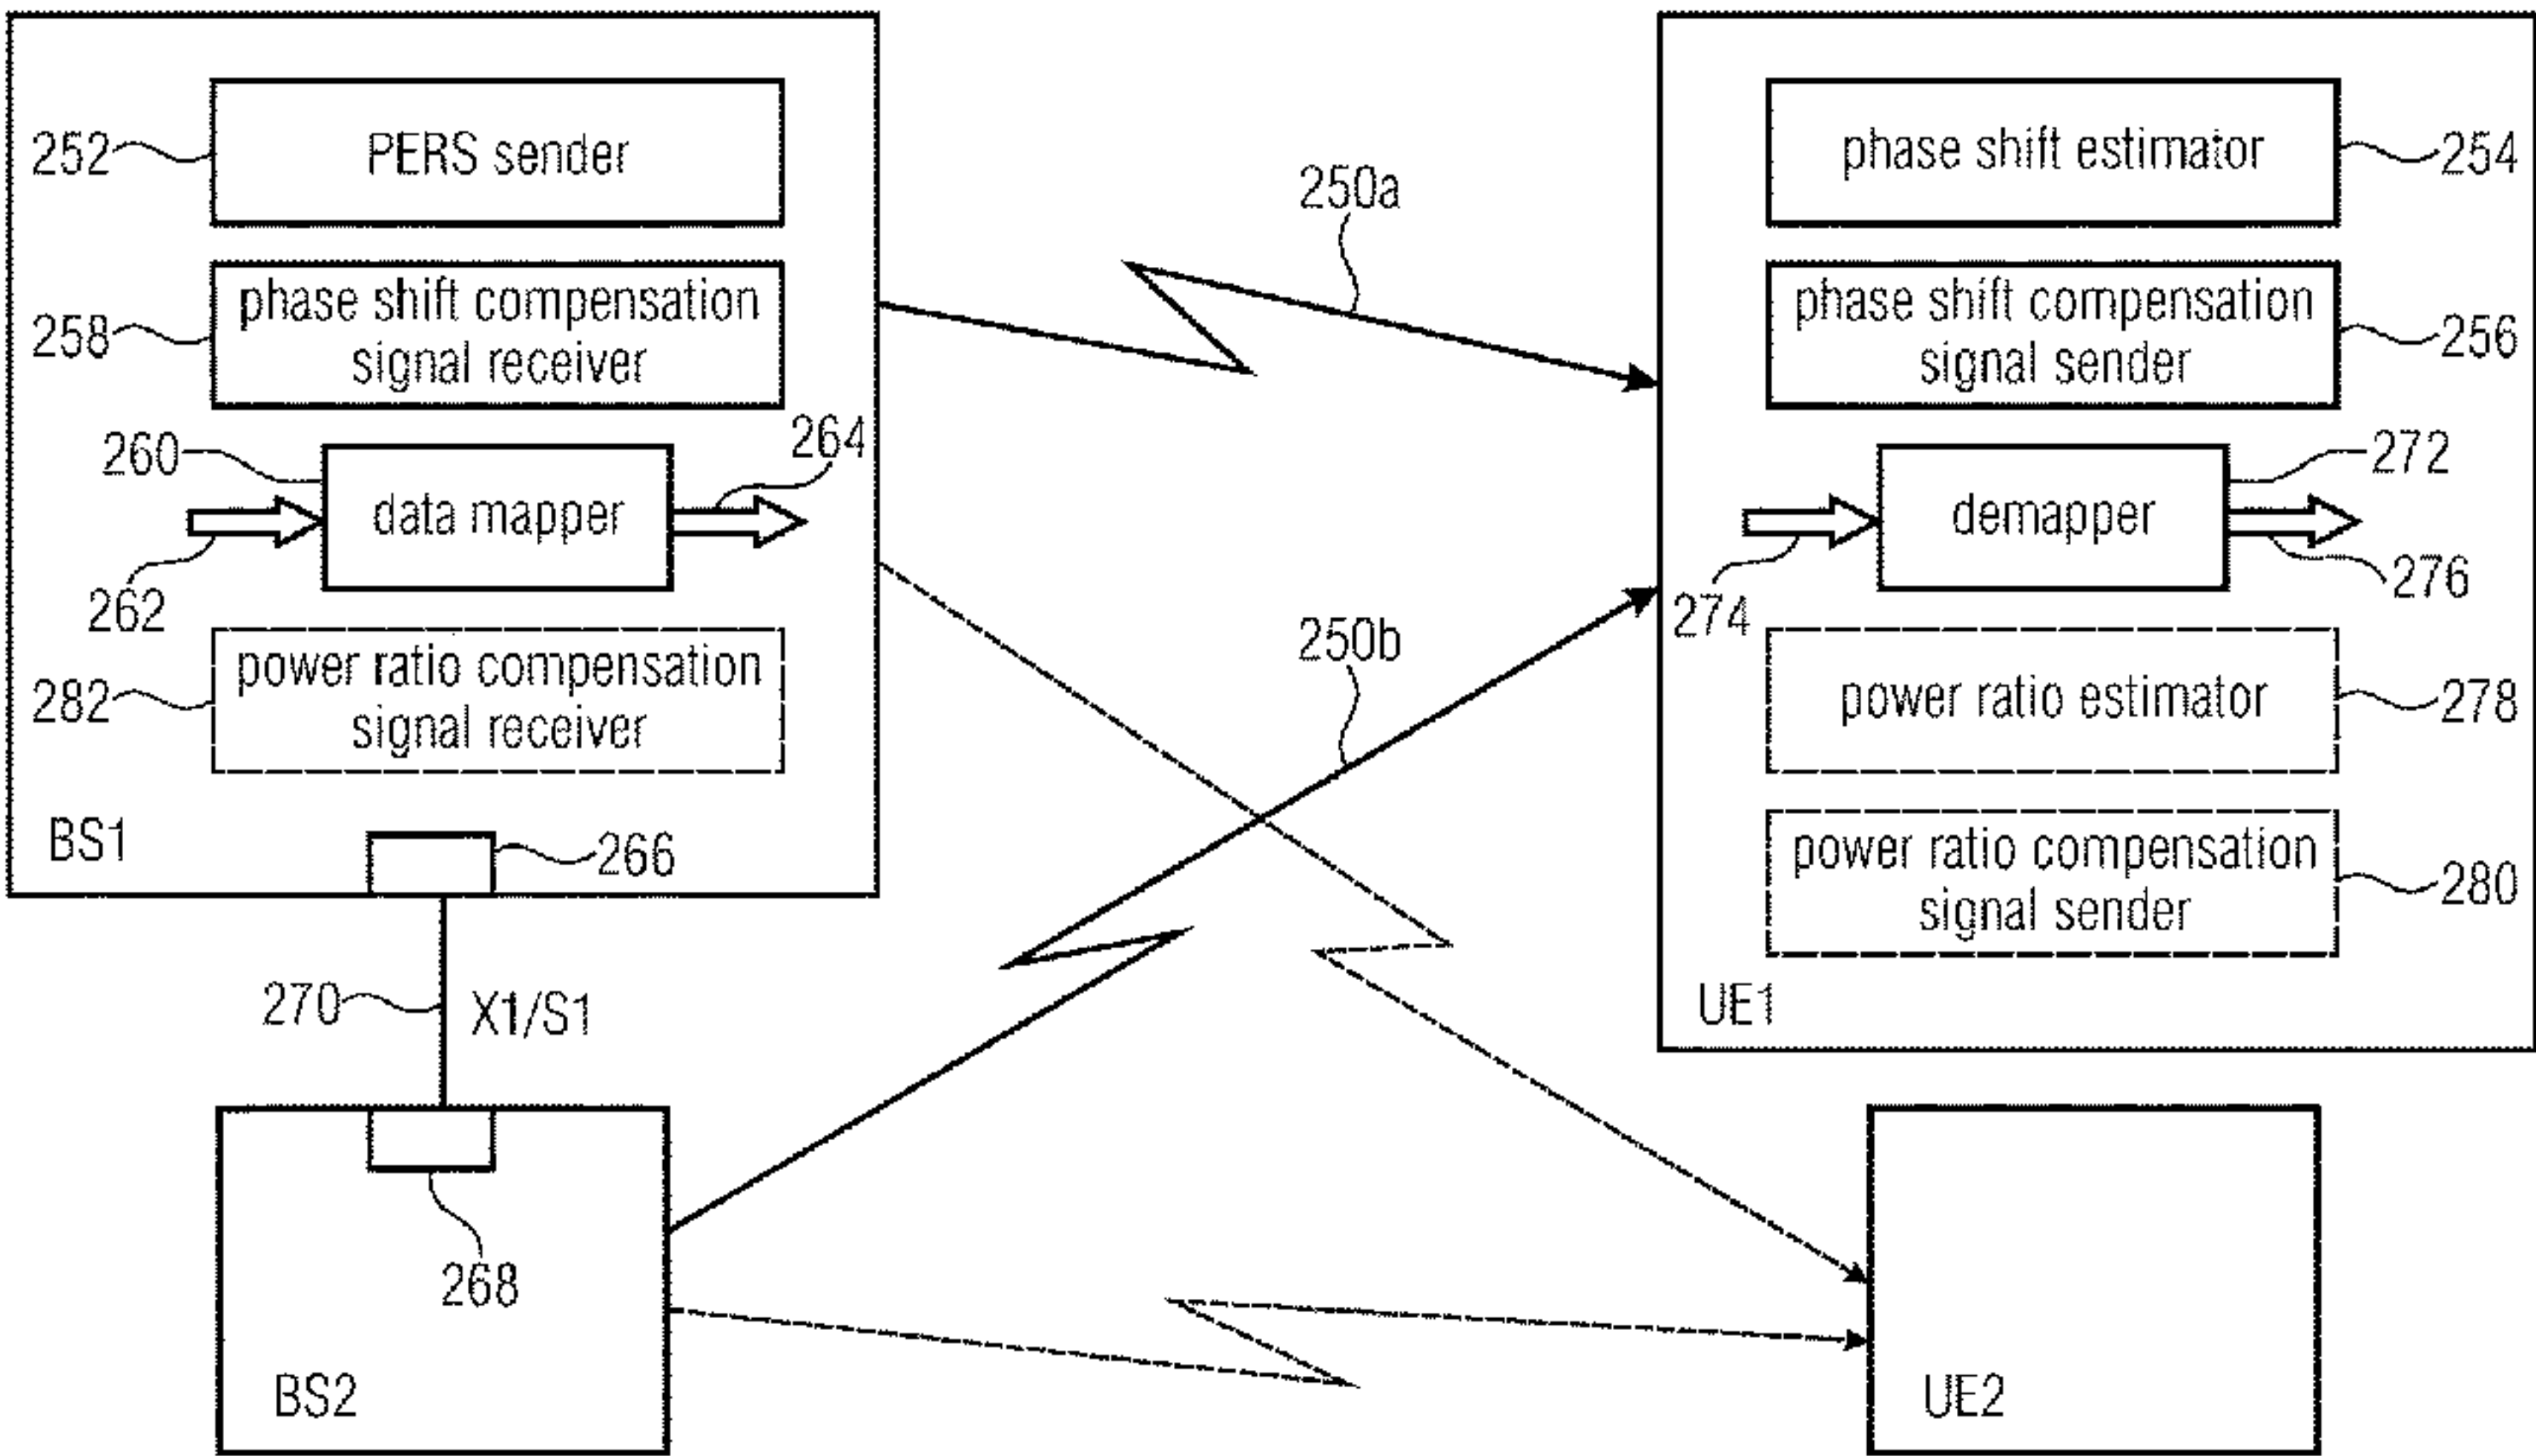 252
PERS sender
258
phase shift compensation
signal receiver
260
264
data mapper
262
282
power ratio compensation
signal receiver
BS1
266
270
X1/S1
268
BS2
250a
250b
phase shift estimator
254
phase shift compensation
signal sender
256
272
demapper
274
276
power ratio estimator
278
power ratio compensation
signal sender
280
UE1
UE2